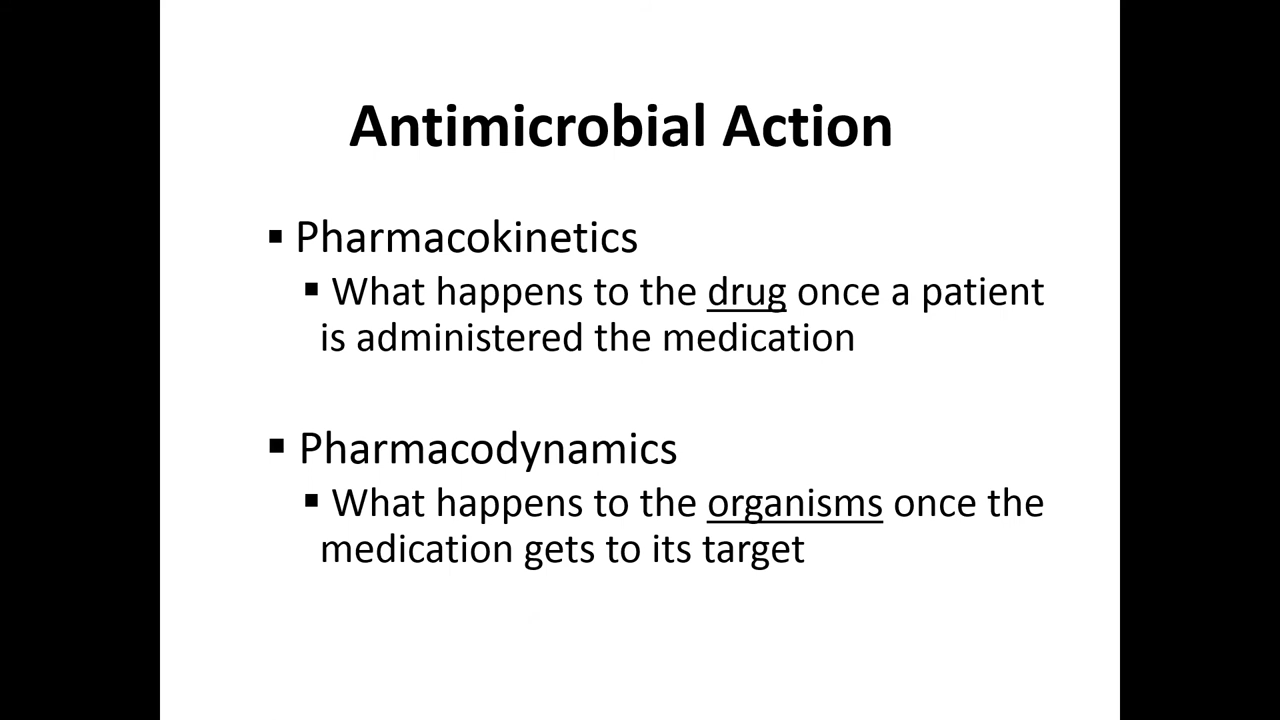 Antimicrobial Action
▪ Pharmacokinetics
▪ What happens to the drug once a patient
is administered the medication
▪ Pharmacodynamics
▪ What happens to the organisms once the
medication gets to its target